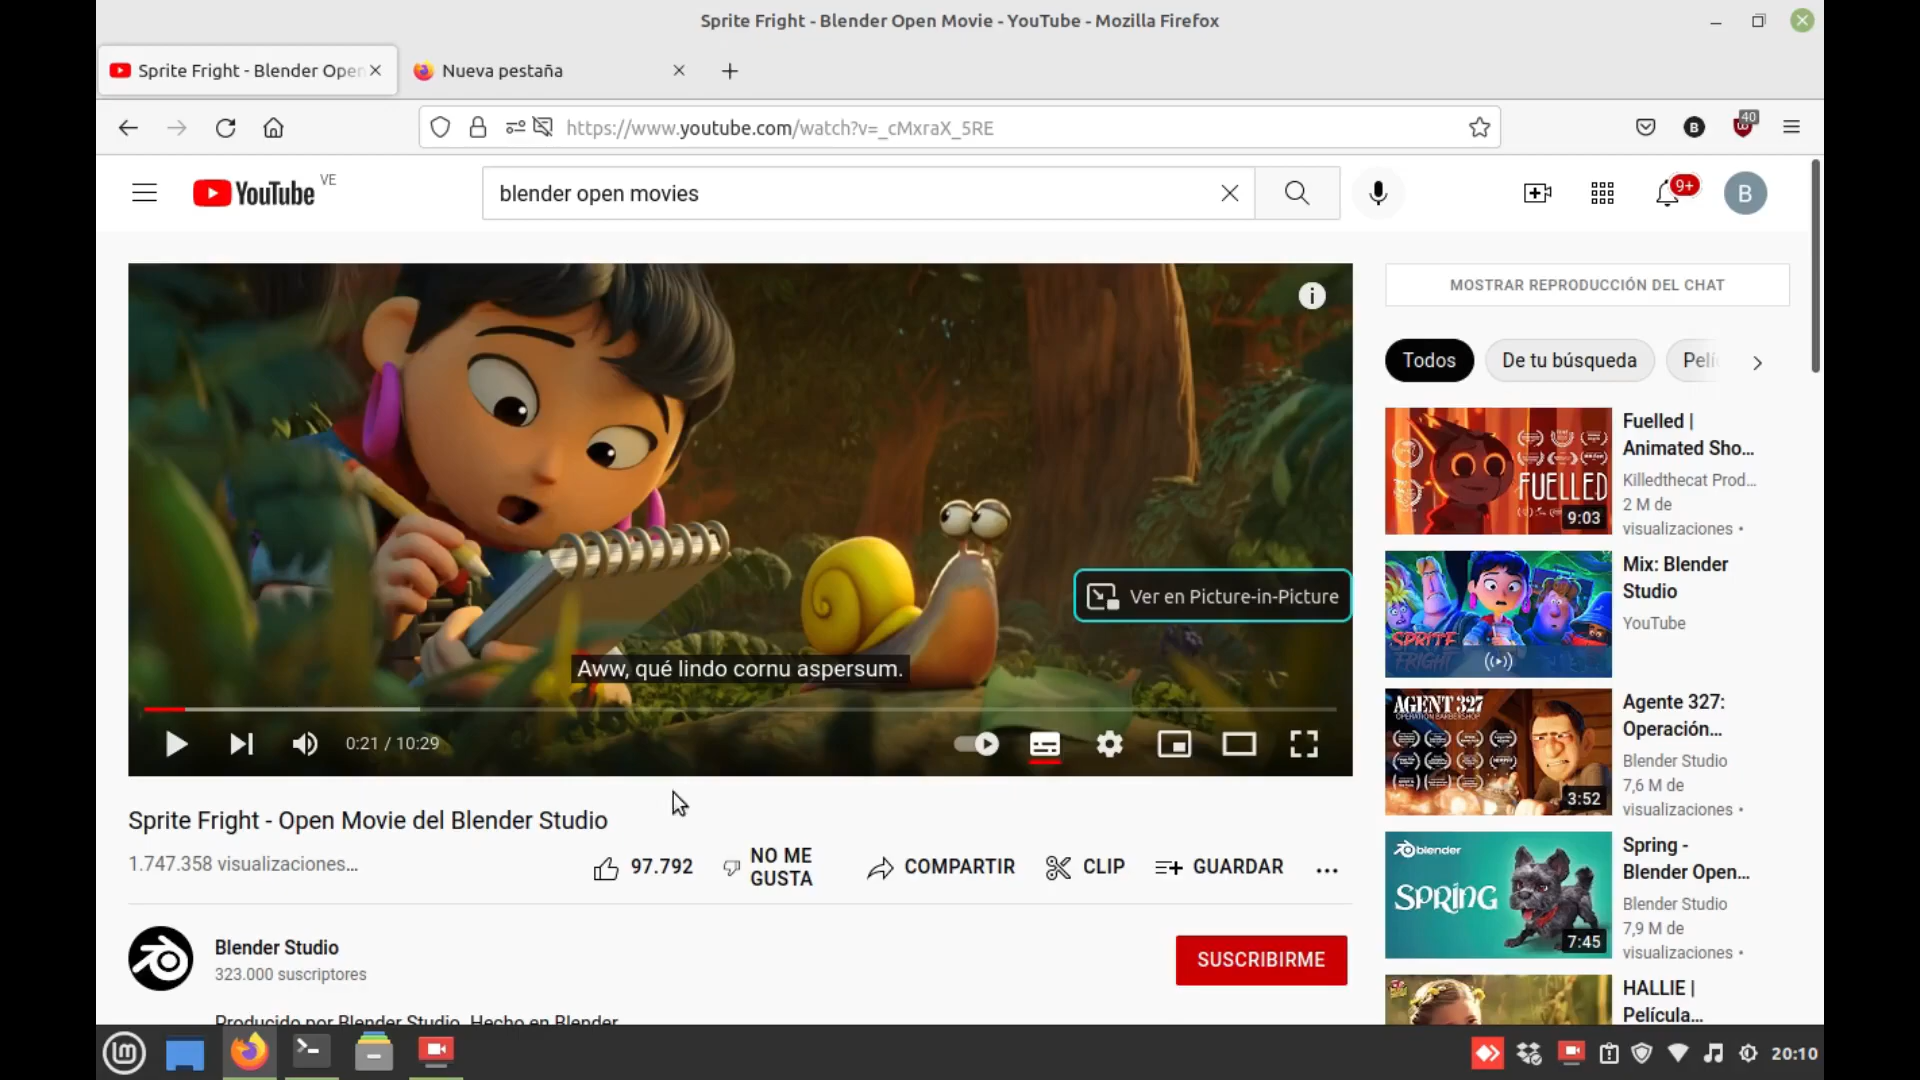 Sprite Fright - Blender Open Movie - YouTube - Mozilla Firefox
Sprite Fright - Blender Open
Nueva pestaña
https://www.youtube.com/watch?v=_cMxraX_5RE
40
YouTube VE
blender open movies
9+
B
Aww, qué lindo cornu aspersum.
Ver en Picture-in-Picture
0:21 / 10:29
Sprite Fright - Open Movie del Blender Studio
1.747.358 visualizaciones...
97.792
NO ME
GUSTA
COMPARTIR
CLIP
GUARDAR
Blender Studio
323.000 suscriptores
SUSCRIBIRME
Producido por Blender Studio. Hecho en Blender
MOSTRAR REPRODUCCIÓN DEL CHAT
Todos
De tu búsqueda
FUELLED
9:03
Fuelled |
Animated Sho...
Killedthecat Prod...
2 M de
visualizaciones •
SPRITE
FRIGHT
Mix: Blender
Studio
YouTube
AGENT 327
OPERATION BARBERSHOP
3:52
Agente 327:
Operación...
Blender Studio
7,6 M de
visualizaciones •
blender
SPRING
7:45
Spring -
Blender Open...
Blender Studio
7,9 M de
visualizaciones •
HALLIE |
Película...
20:10